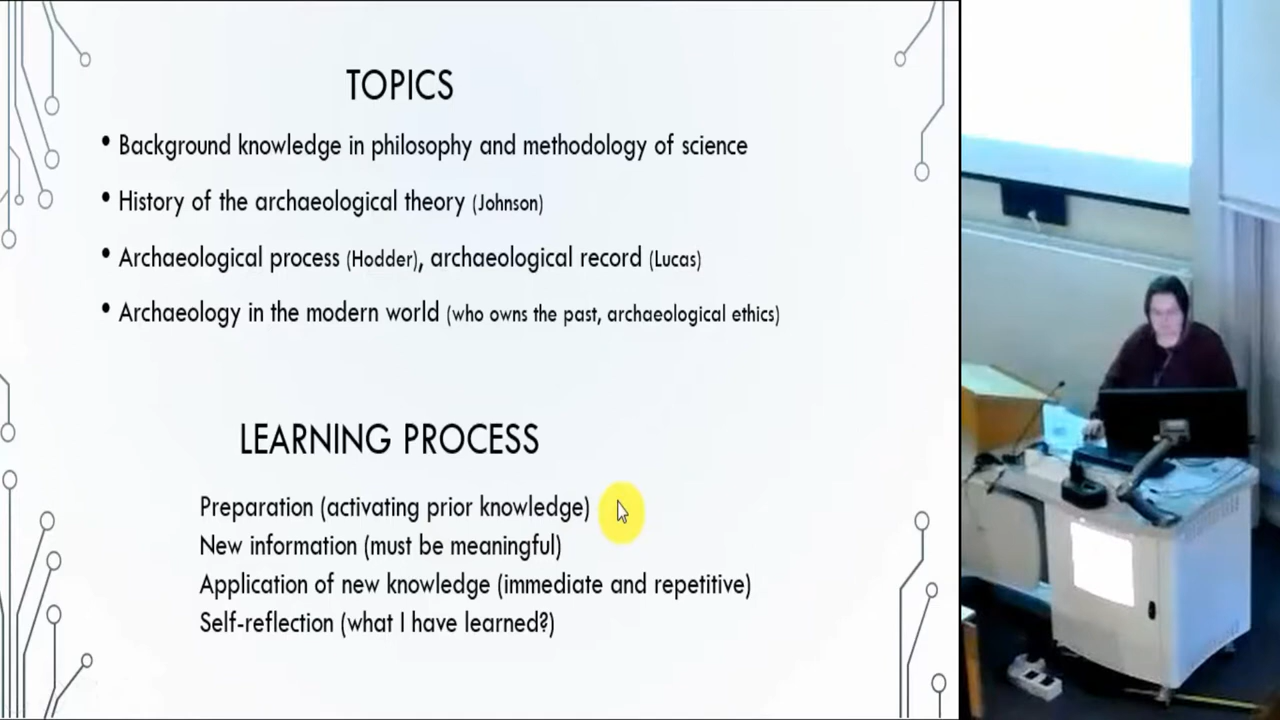 TOPICS
• Background knowledge in philosophy and methodology of science
• History of the archaeological theory (Johnson)
• Archaeological process (Hodder), archaeological record (Lucas)
• Archaeology in the modern world (who owns the past, archaeological ethics)
LEARNING PROCESS
Preparation (activating prior knowledge)
New information (must be meaningful)
Application of new knowledge (immediate and repetitive)
Self-reflection (what I have learned?)